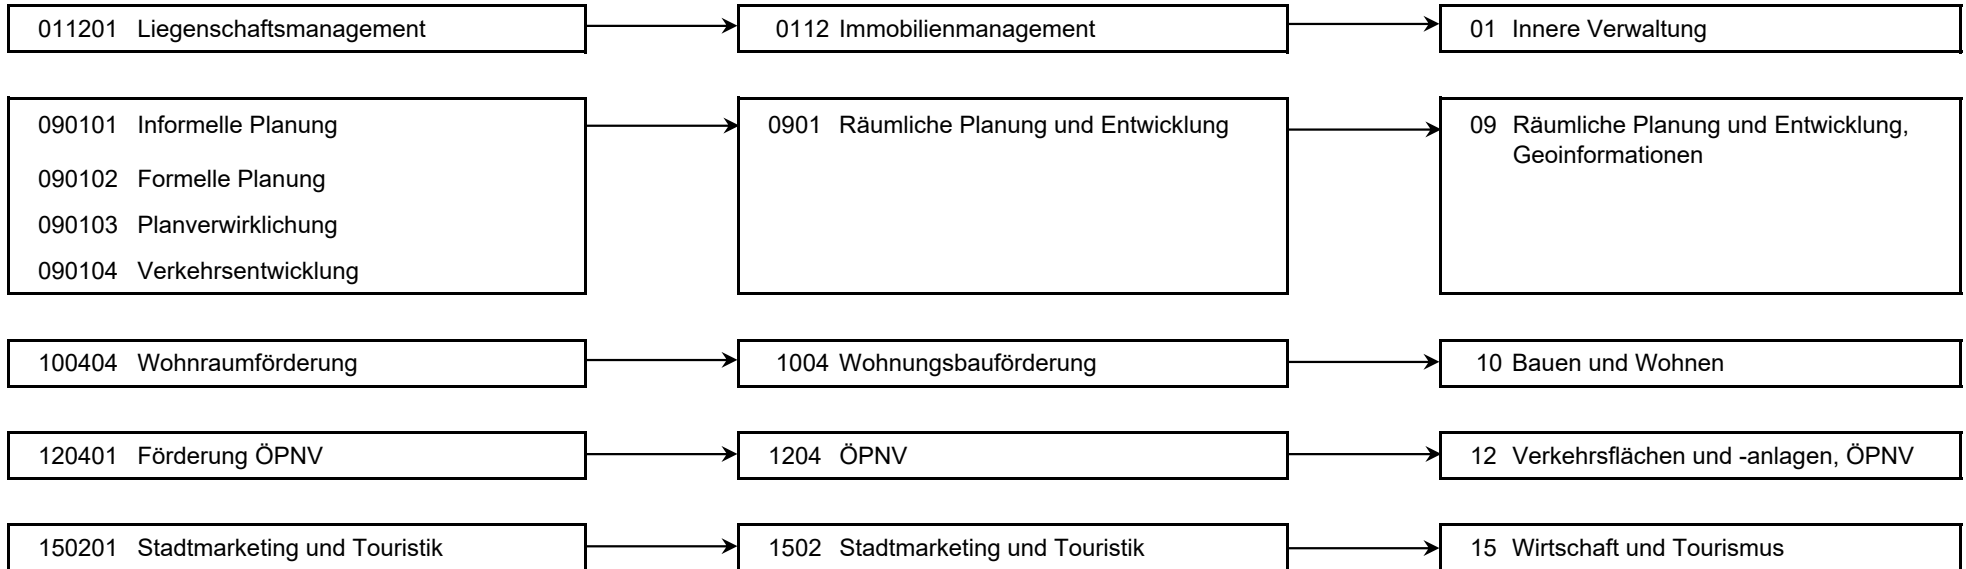 011201 Liegenschaftsmanagement 0112 Immobilienmanagement 01 Innere Verwaltung
090101 Informelle Planung 0901 Räumliche Planung und Entwicklung 09 Räumliche Planung und Entwicklung,
Geoinformationen
090102 Formelle Planung
090103 Planverwirklichung
090104 Verkehrsentwicklung
100404 Wohnraumförderung 1004 Wohnungsbauförderung 10 Bauen und Wohnen
120401 Förderung ÖPNV 1204 ÖPNV 12 Verkehrsflächen und -anlagen, ÖPNV
150201 Stadtmarketing und Touristik 1502 Stadtmarketing und Touristik 15 Wirtschaft und Tourismus